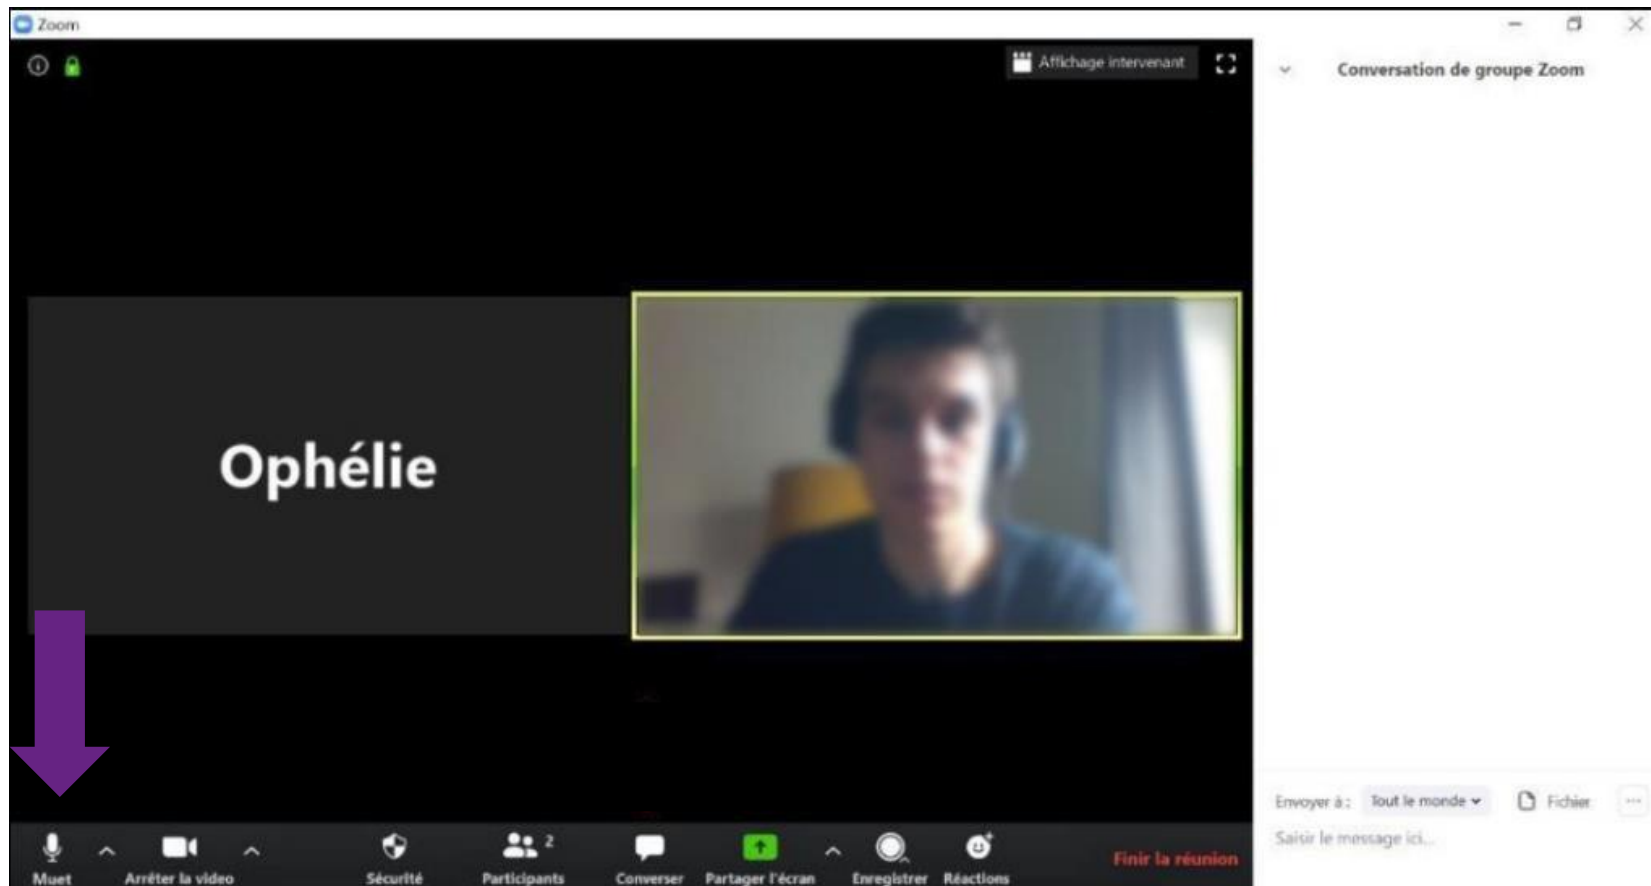 Zoom
Affichage intervenant
Conversation de groupe Zoom
Ophélie
Envoyer à : Tout le monde Fichier
Saisir le message ici...
2
Muet Arrêter la video Sécurité Participants Converser Partager l'écran Enregistrer Réactions Finir la réunion